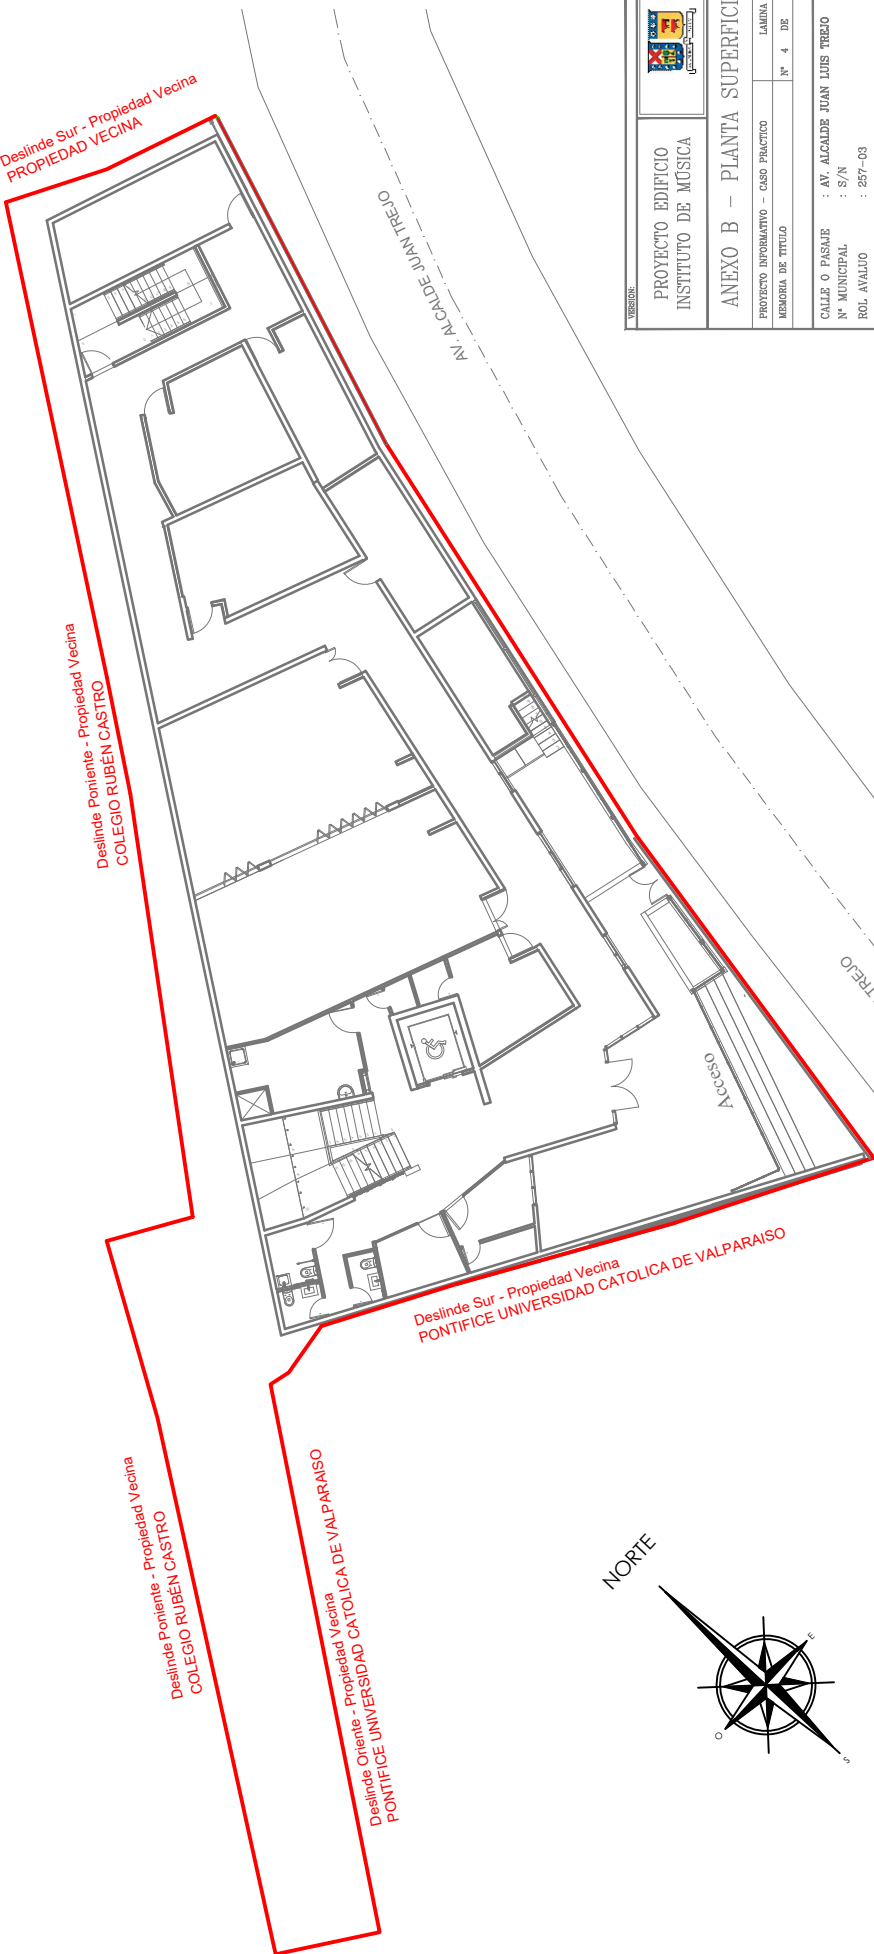 Deslinde Sur - Propiedad Vecina
PROPIEDAD VECINA
AV. ALCALDE JUAN TREJO
VERSION:
PROYECTO EDIFICIO
INSTITUTO DE MÚSICA
ANEXO B - PLANTA SUPERFICI
PROYECTO INFORMATIVO - CASO PRACTICO
LAMINA
MEMORIA DE TITULO
N° 4 DE
CALLE O PASAJE : AV. ALCALDE JUAN LUIS TREJO
N° MUNICIPAL : S/N
ROL AVALUO : 257-03
Deslinde Poniente - Propiedad Vecina
COLEGIO RUBÉN CASTRO
TREJO
Acceso
Deslinde Sur - Propiedad Vecina
PONTIFICE UNIVERSIDAD CATOLICA DE VALPARAISO
Deslinde Poniente - Propiedad Vecina
COLEGIO RUBÉN CASTRO
Deslinde Oriente - Propiedad Vecina
PONTIFICE UNIVERSIDAD CATOLICA DE VALPARAISO
NORTE
E
O
S